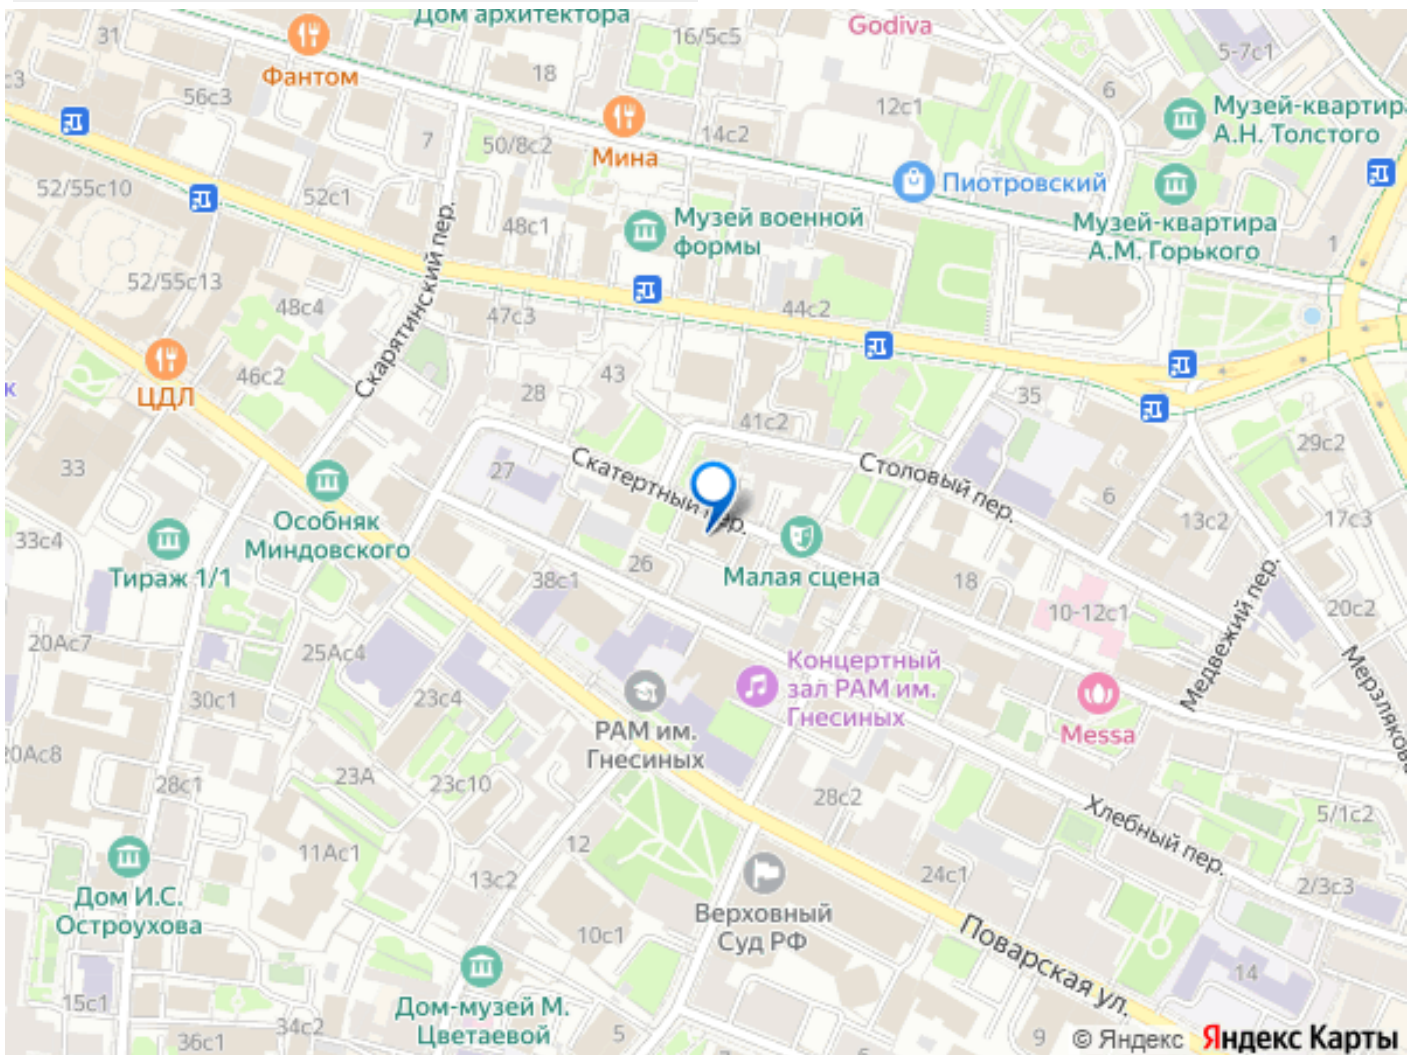 Дом архитектора
16/5с5
Godiva
31
5-7с1
Фантом
18
6
с3
56с3
12с1
Музей-квартира
А.Н. Толстого
7
50/8с2
14с2
Мина
Пиотровский
52/55с10
52с1
Музей военной
формы
Музей-квартира
А.М. Горького
48с1
1
Скарятинский пер.
52/55с13
48с4
47с3
44с2
43
46с2
ЦДЛ
к
28
35
41с2
29с2
33
27
Скатертный пер.
Столовый пер.
6
13с2
17с3
Особняк
Миндовского
33с4
Тираж 1/1
26
38с1
Малая сцена
18
10-12с1
Медвежий пер.
20с2
20Ас7
25Ас4
30с1
23с4
Концертный
зал РАМ им.
Гнесиных
Мерзляковс
РАМ им.
Гнесиных
Messa
20Ас8
28с1
23А
23с10
28с2
Хлебный пер.
5/1с2
11Ас1
12
13с2
24с1
2/3с3
Дом И.С.
Остроухова
Верховный
Суд РФ
Поварская ул.
10с1
14
15с1
Дом-музей М.
Цветаевой
34с2
36с1
5
9
© Яндекс Яндекс Карты